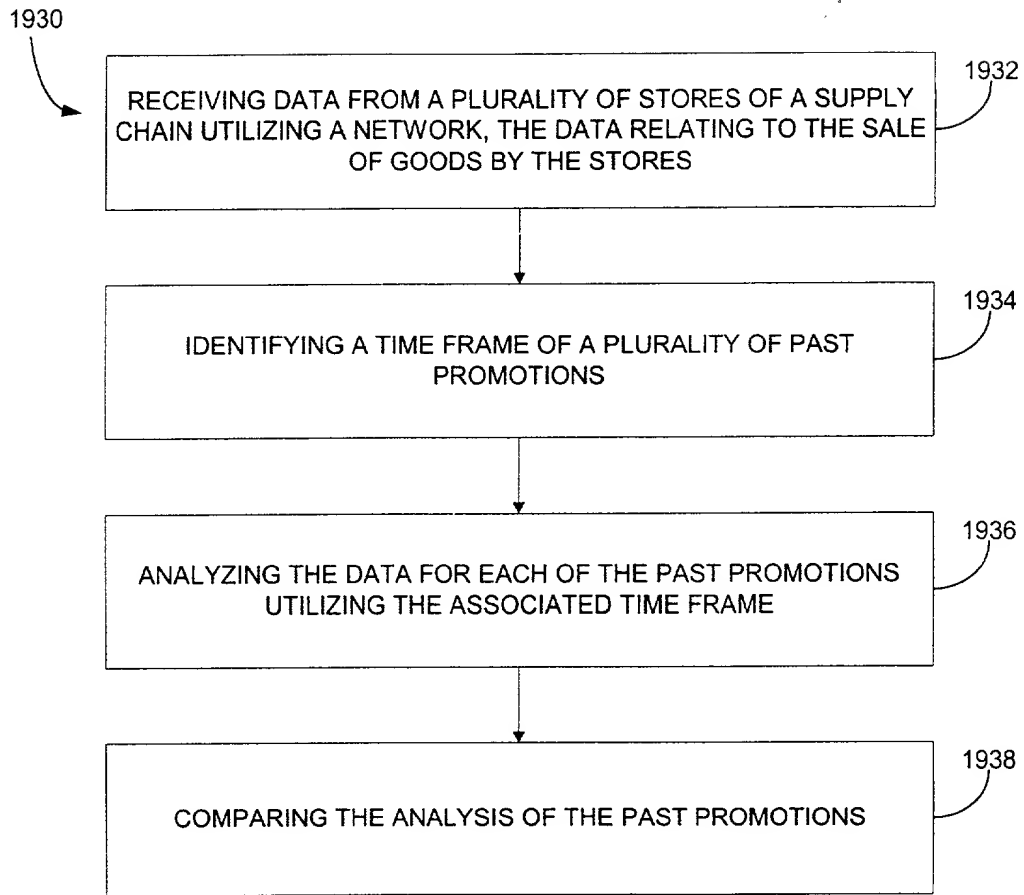 1930
1932
RECEIVING DATA FROM A PLURALITY OF STORES OF A SUPPLY
CHAIN UTILIZING A NETWORK, THE DATA RELATING TO THE SALE
OF GOODS BY THE STORES
1934
IDENTIFYING A TIME FRAME OF A PLURALITY OF PAST
PROMOTIONS
1936
ANALYZING THE DATA FOR EACH OF THE PAST PROMOTIONS
UTILIZING THE ASSOCIATED TIME FRAME
1938
COMPARING THE ANALYSIS OF THE PAST PROMOTIONS